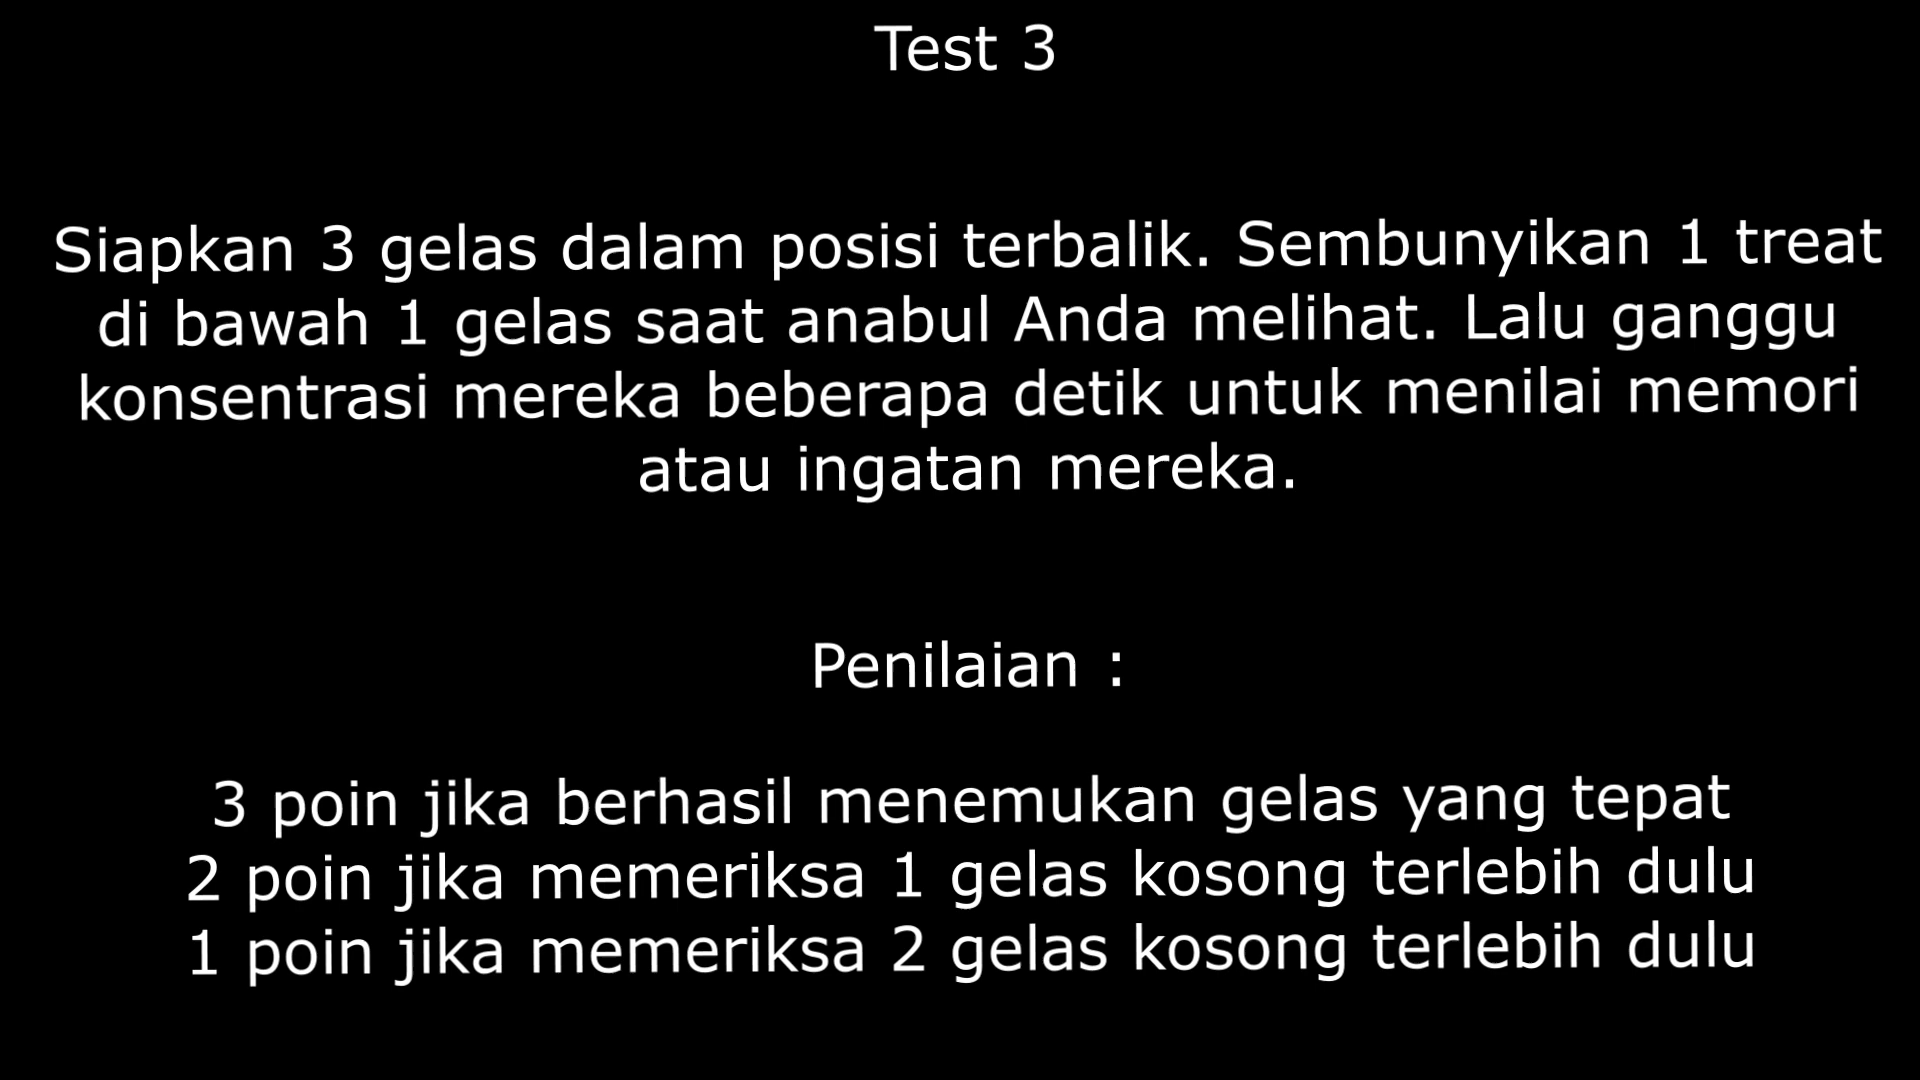 Test 3
Siapkan 3 gelas dalam posisi terbalik. Sembunyikan 1 treat
di bawah 1 gelas saat anabul Anda melihat. Lalu ganggu
konsentrasi mereka beberapa detik untuk menilai memori
atau ingatan mereka.
Penilaian :
3 poin jika berhasil menemukan gelas yang tepat
2 poin jika memeriksa 1 gelas kosong terlebih dulu
1 poin jika memeriksa 2 gelas kosong terlebih dulu